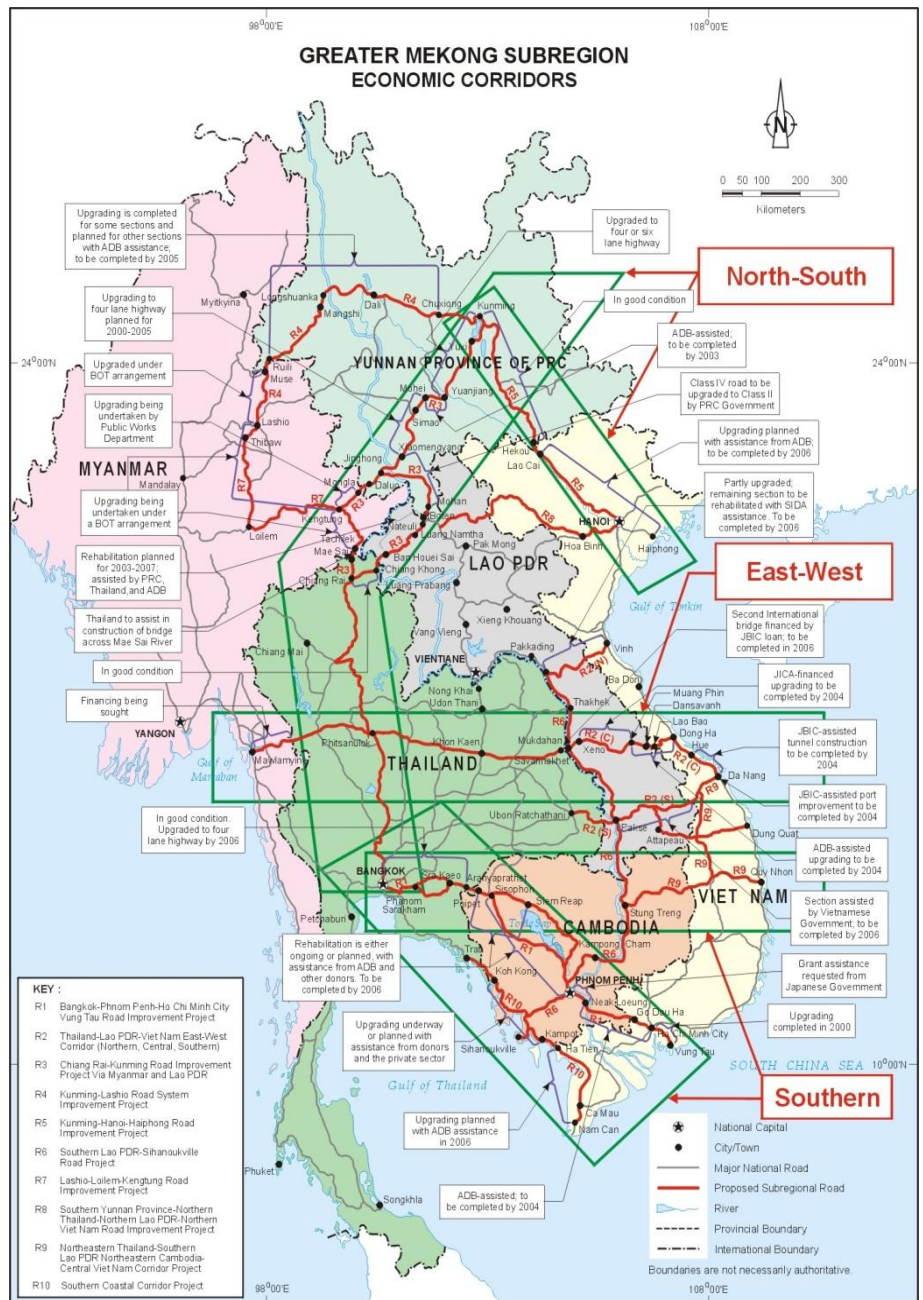 98°00'E
108°00'E
GREATER MEKONG SUBREGION
ECONOMIC CORRIDORS
N
0 50 100 200 300
Kilometers
Upgrading is completed
for some sections and
planned for other sections
with ADB assistance;
to be completed by 2005
Upgraded to
four or six
lane highway
North-South
In good condition
Upgrading to
four lane highway
planned for
2000-2005
Myitkyina
Longshuanka
Dali
R4
Chuxiong
Kunming
Mangshi
R4
Yuxi
ADB-assisted;
to be completed
by 2003
24°00'N
24°00'N
YUNNAN PROVINCE OF PRC
Ruili
Muse
R4
Upgraded under
BOT arrangement
R5
Class IV road to be
upgraded to Class II
by PRC Government
Mohei
R3
Yuanjiang
Simao
Upgrading being
undertaken by
Public Works
Department
Lashio
Thibaw
Xiaomengyang
Hekou
Lao Cai
Upgrading planned
with assistance from ADB;
to be completed
by 2006
Jinghong
MYANMAR
Mandalay
Mongla
Daluo
R3
R5
Partly upgraded;
remaining section to be
rehabilitated with SIDA
assistance. To be
completed by 2006
R7
R7
R3
Mohan
Boten
Upgrading being
undertaken under
a BOT arrangement
Kengtung
R8
HANOI
Loilem
Nateuil
Tachilek
Luang Namtha
Hoa Binh
Haiphong
Mae Sai
R3
Ban Houei Sai
Pak Mong
Rehabilitation planned
for 2003-2007;
assisted by PRC,
Thailand, and ADB
R3
Chiang Khong
LAO PDR
Chiang Rai
Luang Prabang
East-West
Gulf of Tonkin
Thailand to assist in
construction of bridge
across Mae Sai River
Xieng Khouang
Second International
bridge financed by
JBIC loan; to be
completed in 2006
Vang Vieng
Chiang Mai
Pakkading
Vinh
In good condition
VIENTIANE
R2 (N)
Ba Don
JICA-financed
upgrading to be
completed by 2004
Nong Khai
Udon Thani
Muang Phin
Dansavanh
Financing being
sought
Thakhek
Lao Bao
Dong Ha
Hue
YANGON
R6
JBIC-assisted
tunnel construction
to be completed by
2004
Phitsanulok
Khon Kaen
Mukdahan
R2 (C)
Xeno
Savannakhet
R2 (C)
Mawlamyine
Gulf of
Martaban
THAILAND
Da Nang
R9
JBIC-assisted port
improvement to be
completed by 2004
In good condition.
Upgraded to four
lane highway by 2006
R2 (S)
Ubon Ratchathani
R2 (S)
Pakse
R9
Attapeau
Dung Quat
ADB-assisted
upgrading to be
completed by 2004
R6
R9
BANGKOK
R1
Sra Kaeo
Aranyaprathet
Sisophon
R9
Quy Nhon
VIET NAM
Phanom
Sarakham
Poipet
Siem Reap
Stung Treng
Section assisted
by Vietnamese
Government; to be
completed by 2006
Petchaburi
Tonle Sap
CAMBODIA
Rehabilitation is either
ongoing or planned, with
assistance from ADB and
other donors. To be
completed by 2006
Trat
R1
Kampong Cham
R6
Grant assistance
requested from
Japanese Government
Koh Kong
PHNOM PENH
Neak Loeung
R10
R6
R1
Go Dau Ha
Upgrading
completed in 2000
Upgrading underway
or planned with
assistance from donors
and the private sector
Ho Chi Minh City
Kampot
Sihanoukville
Ha Tien
Vung Tau
SOUTH CHINA SEA
10°00'N
R10
Gulf of Thailand
Southern
Upgrading planned
with ADB assistance
in 2006
Ca Mau
Nam Can
Phuket
Songkhla
ADB-assisted; to
be completed by 2004
KEY :
R1 Bangkok-Phnom Penh-Ho Chi Minh City
Vung Tau Road Improvement Project
R2 Thailand-Lao PDR-Viet Nam East-West
Corridor (Northern, Central, Southern)
R3 Chiang Rai-Kunming Road Improvement
Project Via Myanmar and Lao PDR
R4 Kunming-Lashio Road System
Improvement Project
R5 Kunming-Hanoi-Haiphong Road
Improvement Project
R6 Southern Lao PDR-Sihanoukville
Road Project
R7 Lashio-Loilem-Kengtung Road
Improvement Project
R8 Southern Yunnan Province-Northern
Thailand-Northern Lao PDR-Northern
Viet Nam Road Improvement Project
R9 Northeastern Thailand-Southern
Lao PDR Northeastern Cambodia-
Central Viet Nam Corridor Project
R10 Southern Coastal Corridor Project
National Capital
City/Town
Major National Road
Proposed Subregional Road
River
Provincial Boundary
International Boundary
Boundaries are not necessarily authoritative.
98°00'E
108°00'E